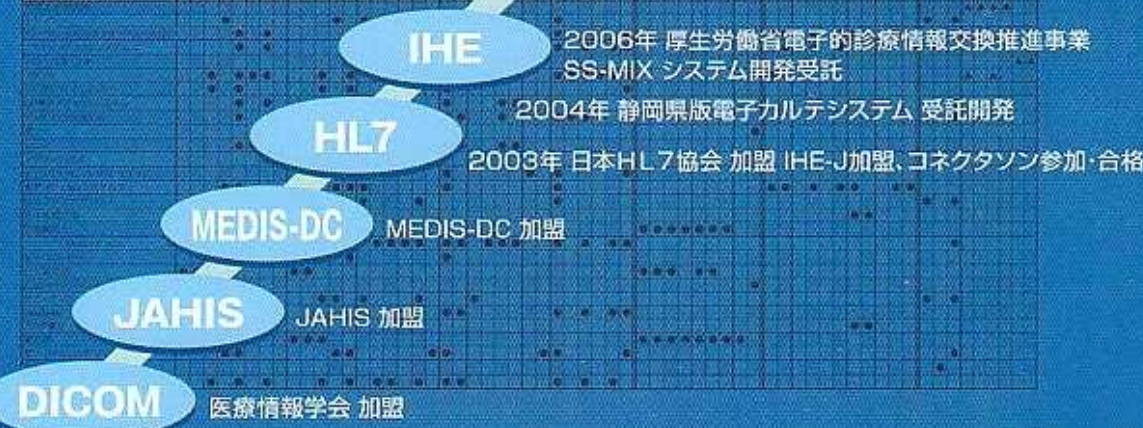 IHE
2006年 厚生労働省電子的診療情報交換推進事業
SS-MIX システム開発受託
2004年 静岡県版電子カルテシステム 受託開発
HL7
2003年 日本HL7協会 加盟 IHE-J加盟、コネクタソン参加・合格
MEDIS-DC
MEDIS-DC 加盟
JAHIS
JAHIS 加盟
DICOM
医療情報学会 加盟